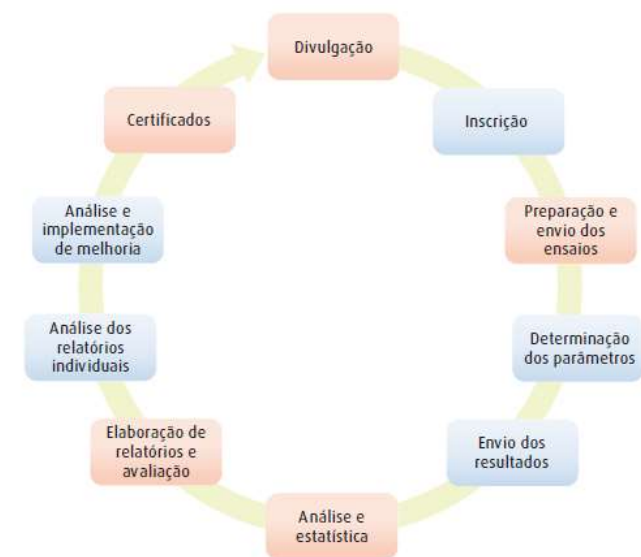 Divulgação
Inscrição
Preparação e
envio dos
ensaios
Determinação
dos parâmetros
Envio dos
resultados
Análise e
estatística
Elaboração de
relatórios e
avaliação
Análise dos
relatórios
individuais
Análise e
implementação
de melhoria
Certificados